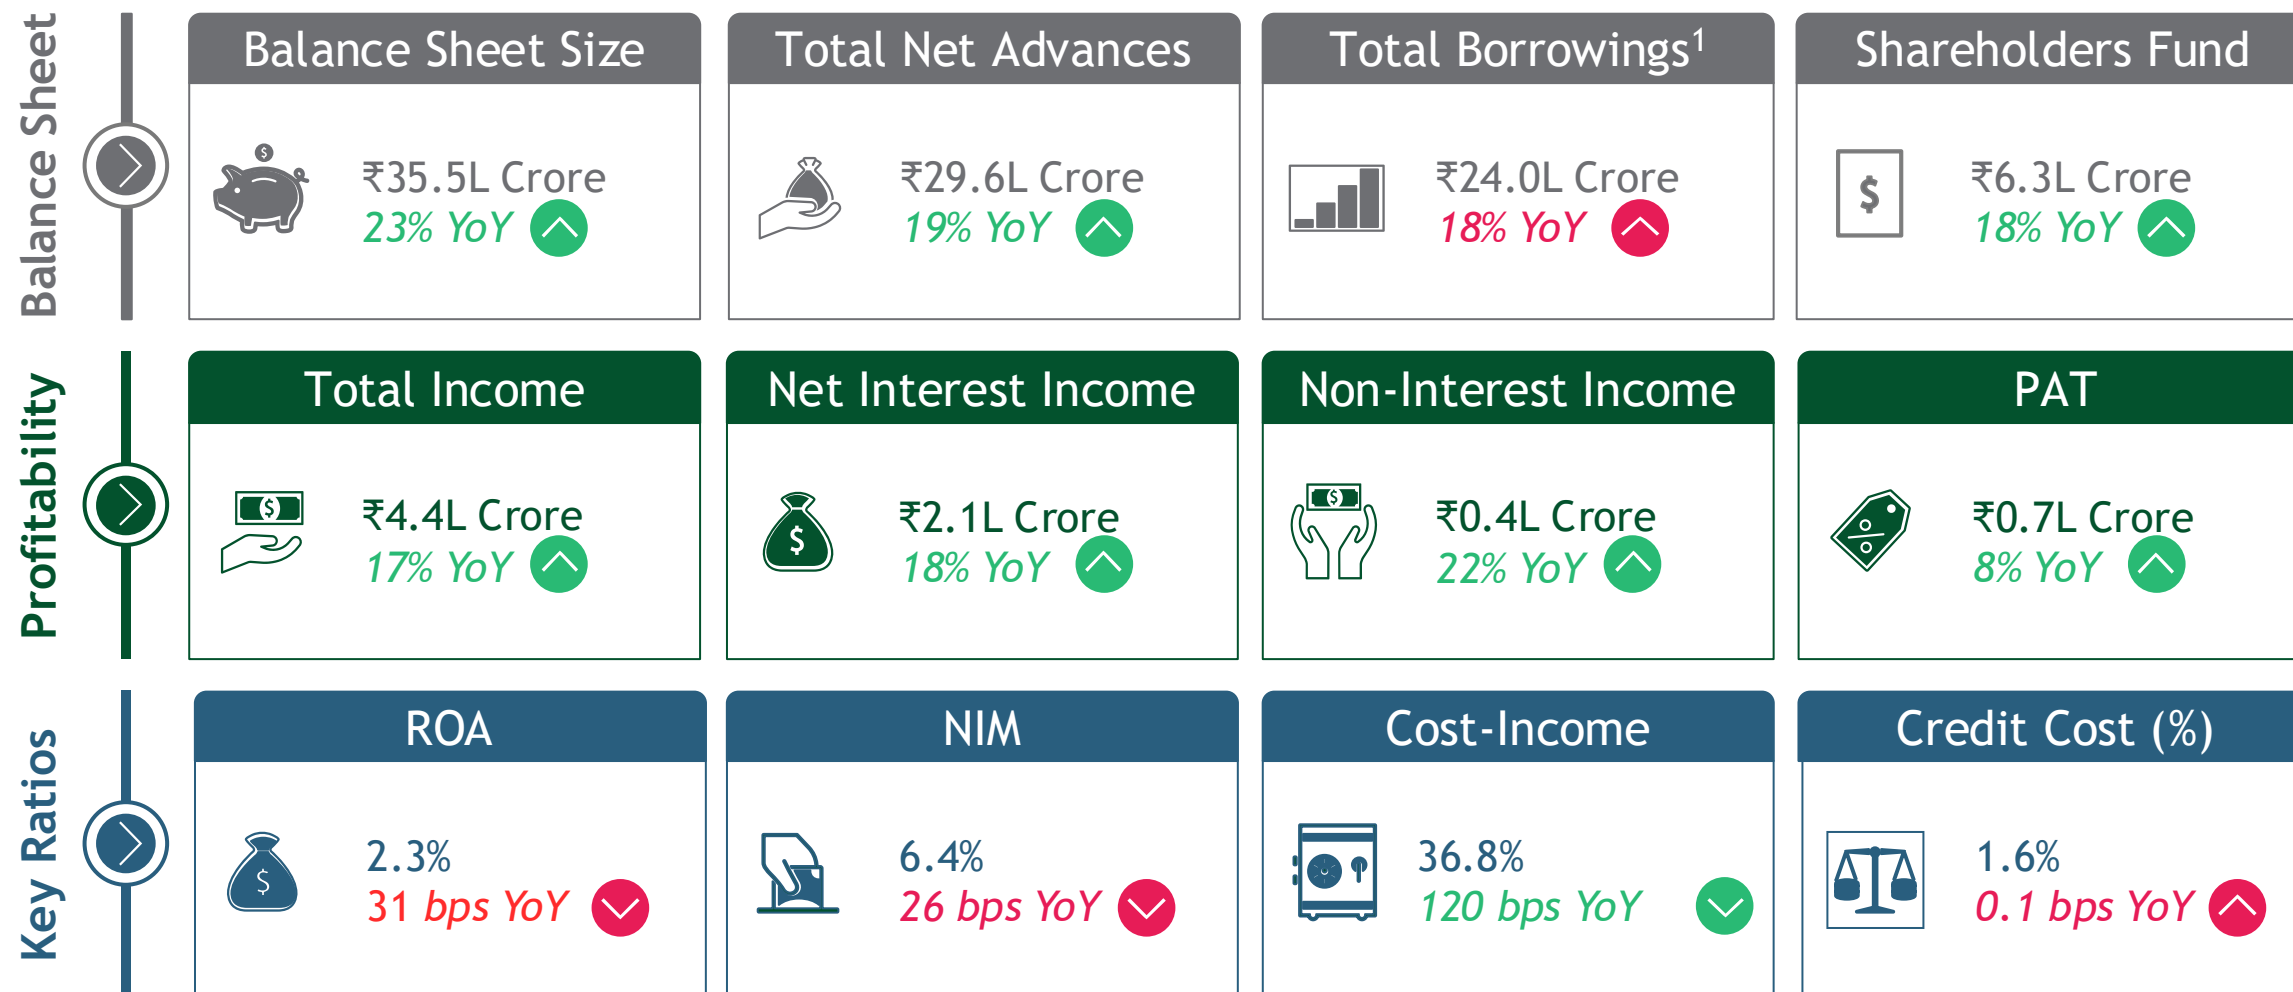 Balance Sheet
Balance Sheet Size
₹35.5L Crore
23% YoY
Total Net Advances
₹29.6L Crore
19% YoY
Total Borrowings¹
₹24.0L Crore
18% YoY
Shareholders Fund
$
₹6.3L Crore
18% YoY
Profitability
Total Income
$
₹4.4L Crore
17% YoY
Net Interest Income
$
₹2.1L Crore
18% YoY
Non-Interest Income
$
₹0.4L Crore
22% YoY
PAT
%
₹0.7L Crore
8% YoY
Key Ratios
ROA
$
2.3%
31 bps YoY
NIM
6.4%
26 bps YoY
Cost-Income
36.8%
120 bps YoY
Credit Cost (%)
1.6%
0.1 bps YoY